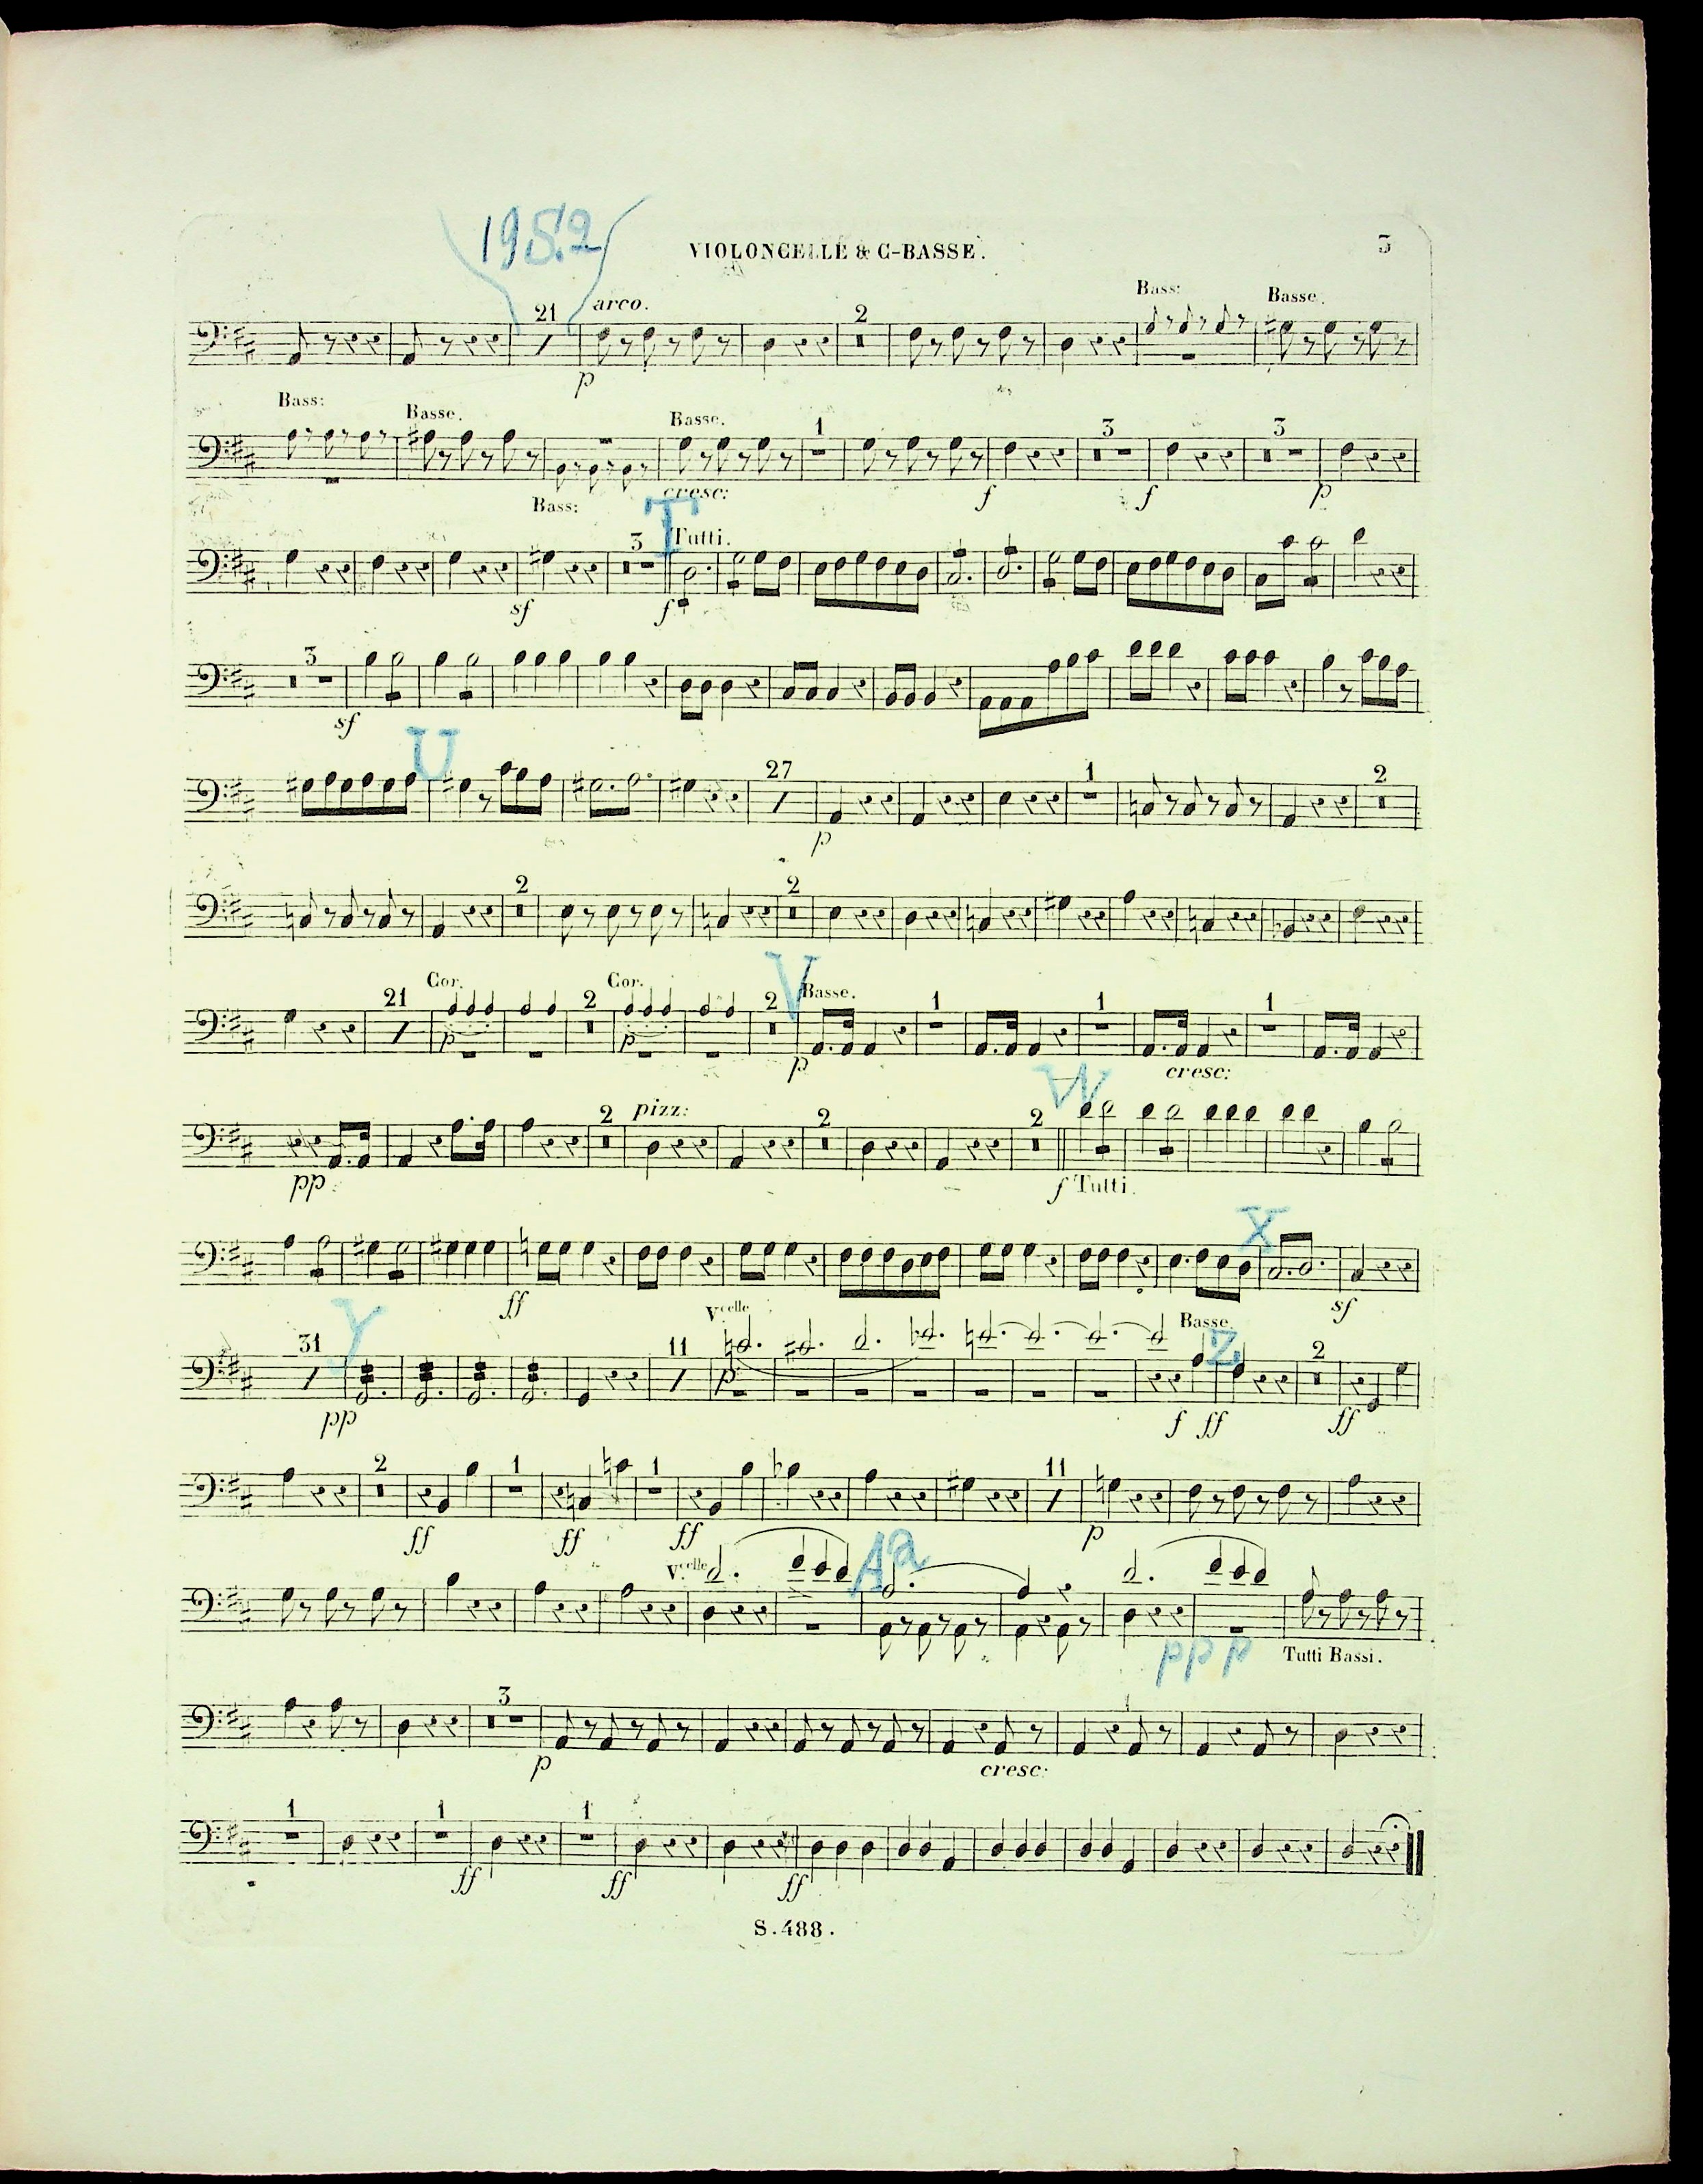 19 S. 2
VIOLONCELLE & C-BASSE.
3
21 arco. 2 Bass: Basse.
p
Bass: Basse. Basse. 1 3 3
Bass: cresc: f f p
T
3 Tutti.
sf f
3
sf
U
27 1 2
p
2 2
V
21 Cor. 2 Cor. 2 Basse. 1 1 1
p p p cresc:
W
2 pizz: 2 2
pp f Tutti.
X
ff sf
Y Z
31 11 Vcelle Basse.
pp p f ff 2 ff
2 1 1 11
ff ff ff p
Vcelle Aa
ppp Tutti Bassi.
3
p cresc:
1 1 1
ff ff ff
S. 488.